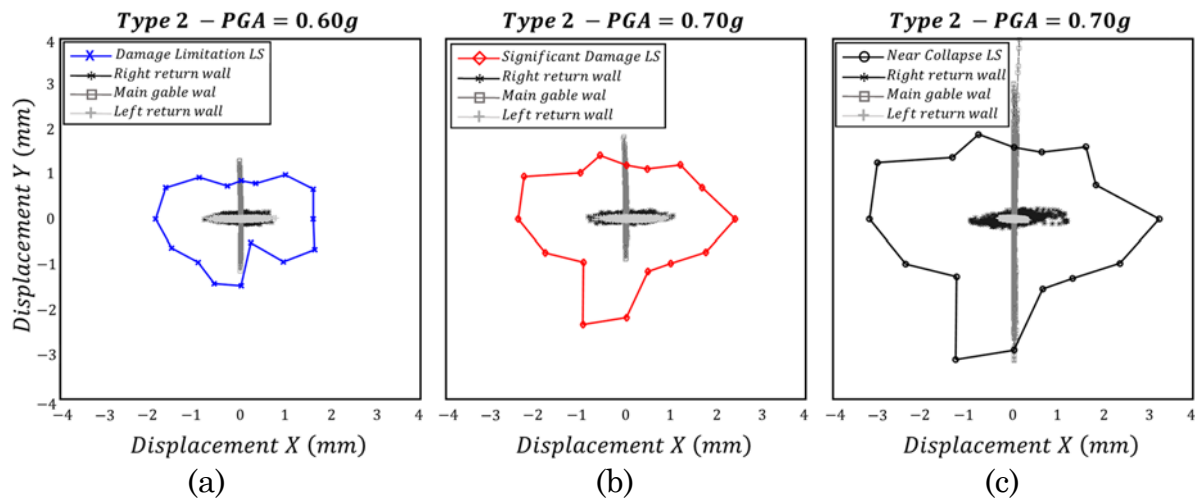 Type 2 − PGA = 0.60g
Type 2 − PGA = 0.70g
Type 2 − PGA = 0.70g
Damage Limitation LS
Right return wall
Main gable wal
Left return wall
Significant Damage LS
Right return wall
Main gable wal
Left return wall
Near Collapse LS
Right return wall
Main gable wal
Left return wall
Displacement Y (mm)
4
3
2
1
0
−1
−2
−3
−4
−4 −3 −2 −1 0 1 2 3 4
−4 −3 −2 −1 0 1 2 3 4
−4 −3 −2 −1 0 1 2 3 4
Displacement X (mm)
Displacement X (mm)
Displacement X (mm)
(a)
(b)
(c)